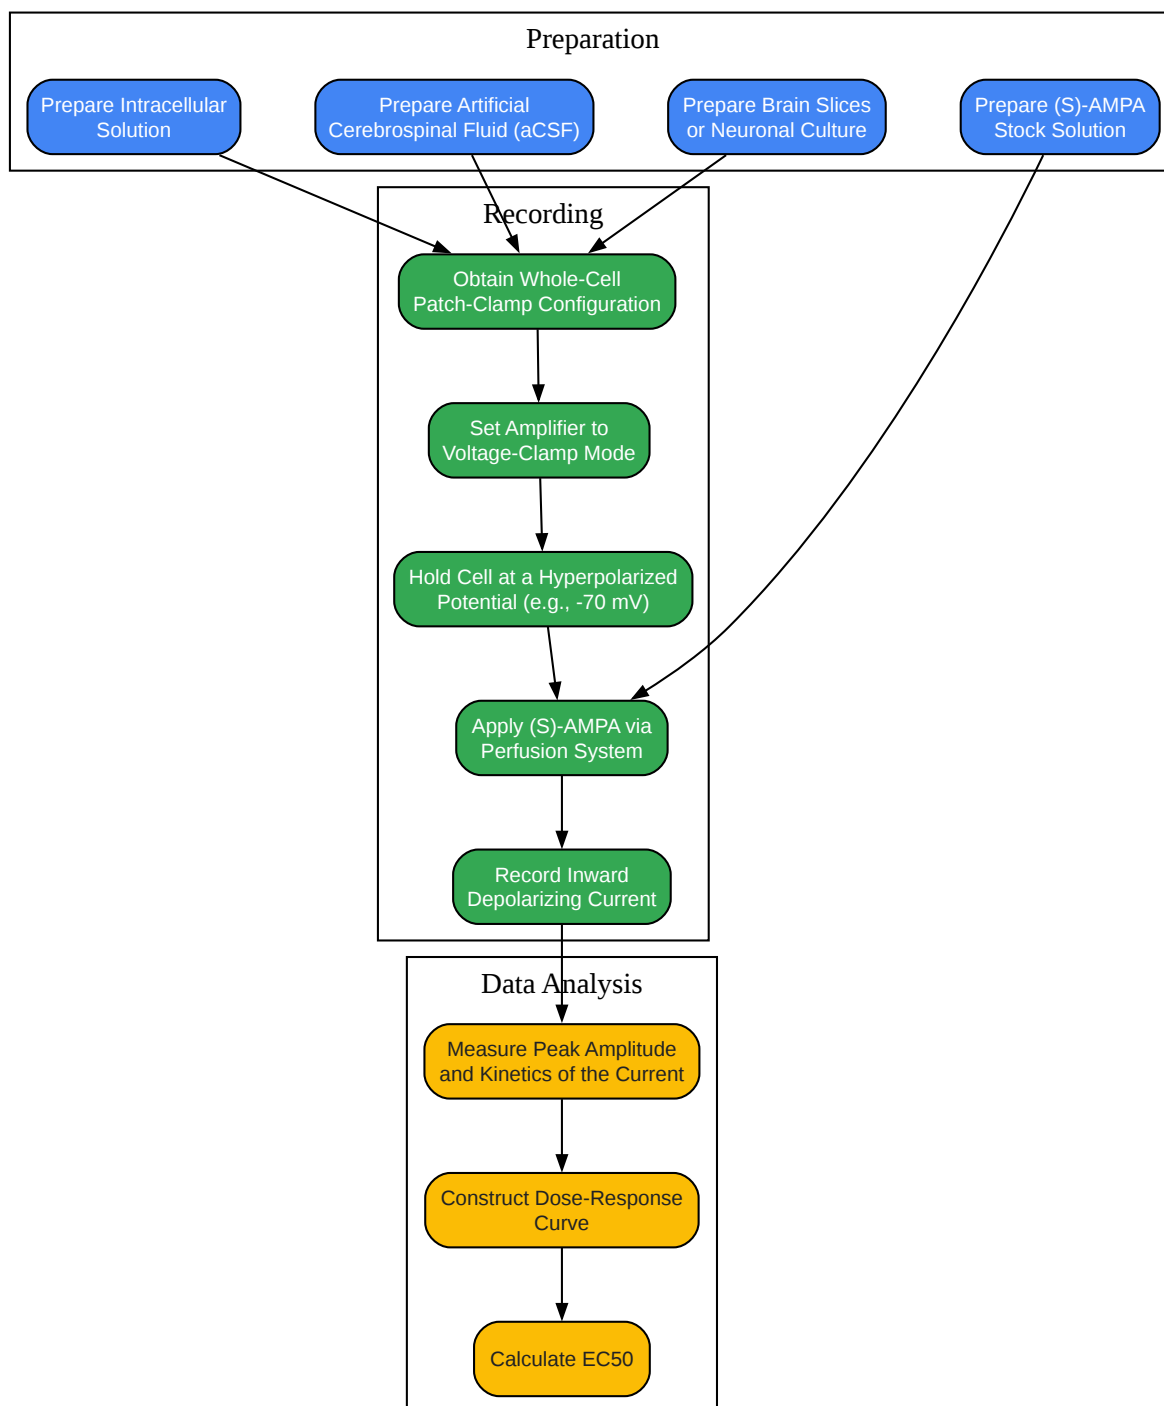 Preparation
Prepare Intracellular
Solution
Prepare Artificial
Cerebrospinal Fluid (aCSF)
Prepare Brain Slices
or Neuronal Culture
Prepare (S)-AMPA
Stock Solution
Recording
Obtain Whole-Cell
Patch-Clamp Configuration
Set Amplifier to
Voltage-Clamp Mode
Hold Cell at a Hyperpolarized
Potential (e.g., -70 mV)
Apply (S)-AMPA via
Perfusion System
Record Inward
Depolarizing Current
Data Analysis
Measure Peak Amplitude
and Kinetics of the Current
Construct Dose-Response
Curve
Calculate EC50